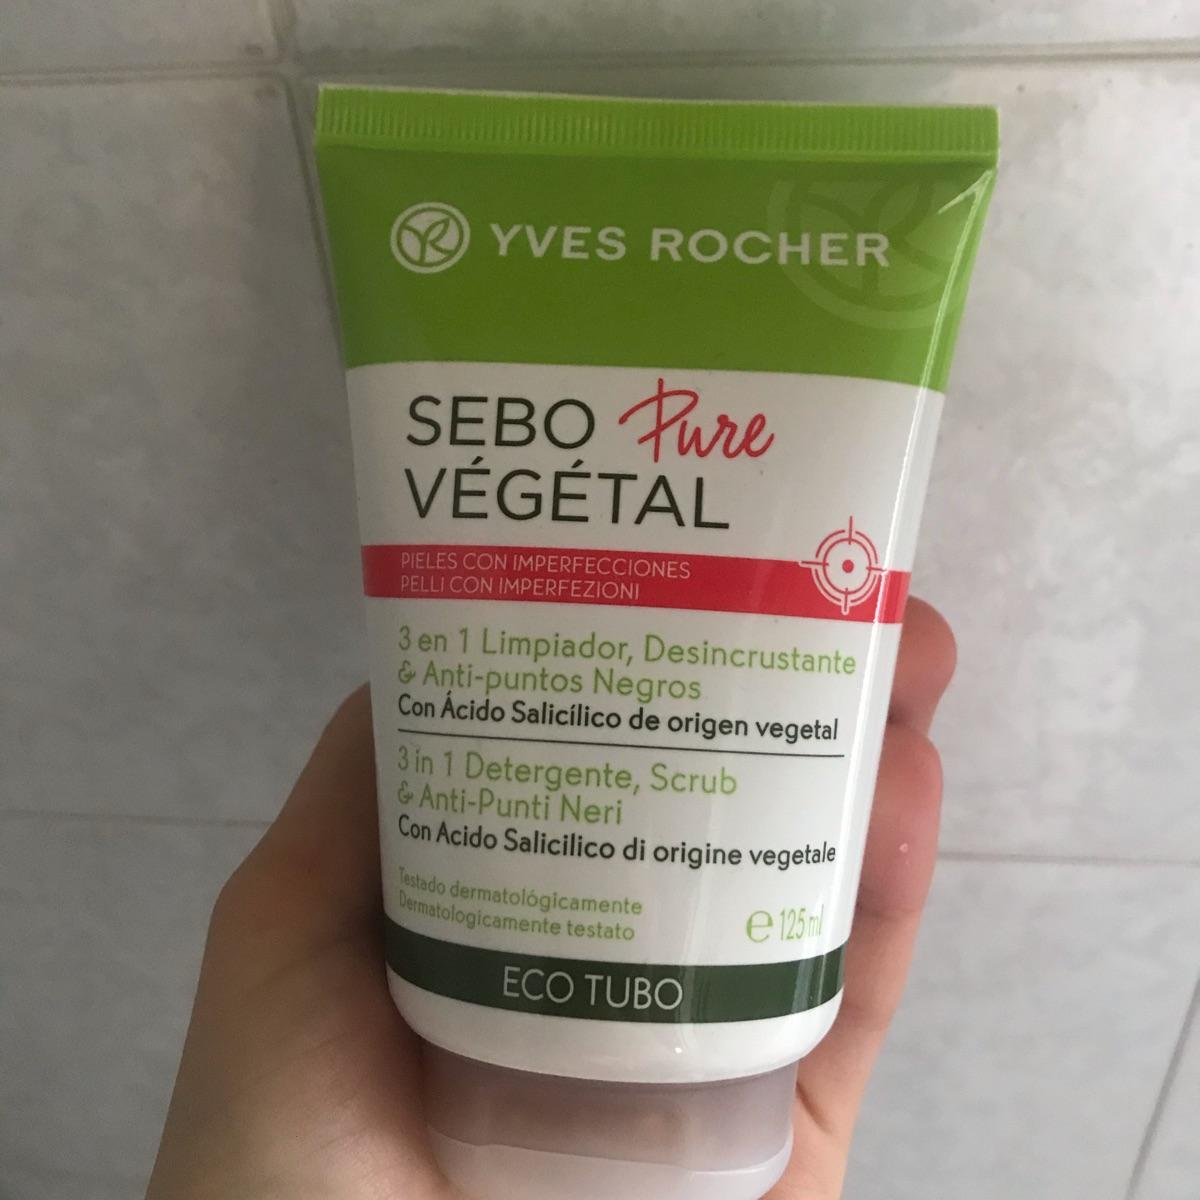 YVES ROCHER
SEBO Pure
VÉGÉTAL
PIELES CON IMPERFECCIONES
PELLI CON IMPERFEZIONI
3 en 1 Limpiador, Desincrustante
& Anti-puntos Negros
Con Ácido Salicílico de origen vegetal
3 in 1 Detergente, Scrub
& Anti-Punti Neri
Con Acido Salicilico di origine vegetale
Testado dermatológicamente
Dermatologicamente testato
℮ 125 ml
ECO TUBO